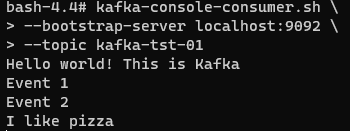 bash-4.4# kafka-console-consumer.sh \
> --bootstrap-server localhost:9092 \
> --topic kafka-tst-01
Hello world! This is Kafka
Event 1
Event 2
I like pizza